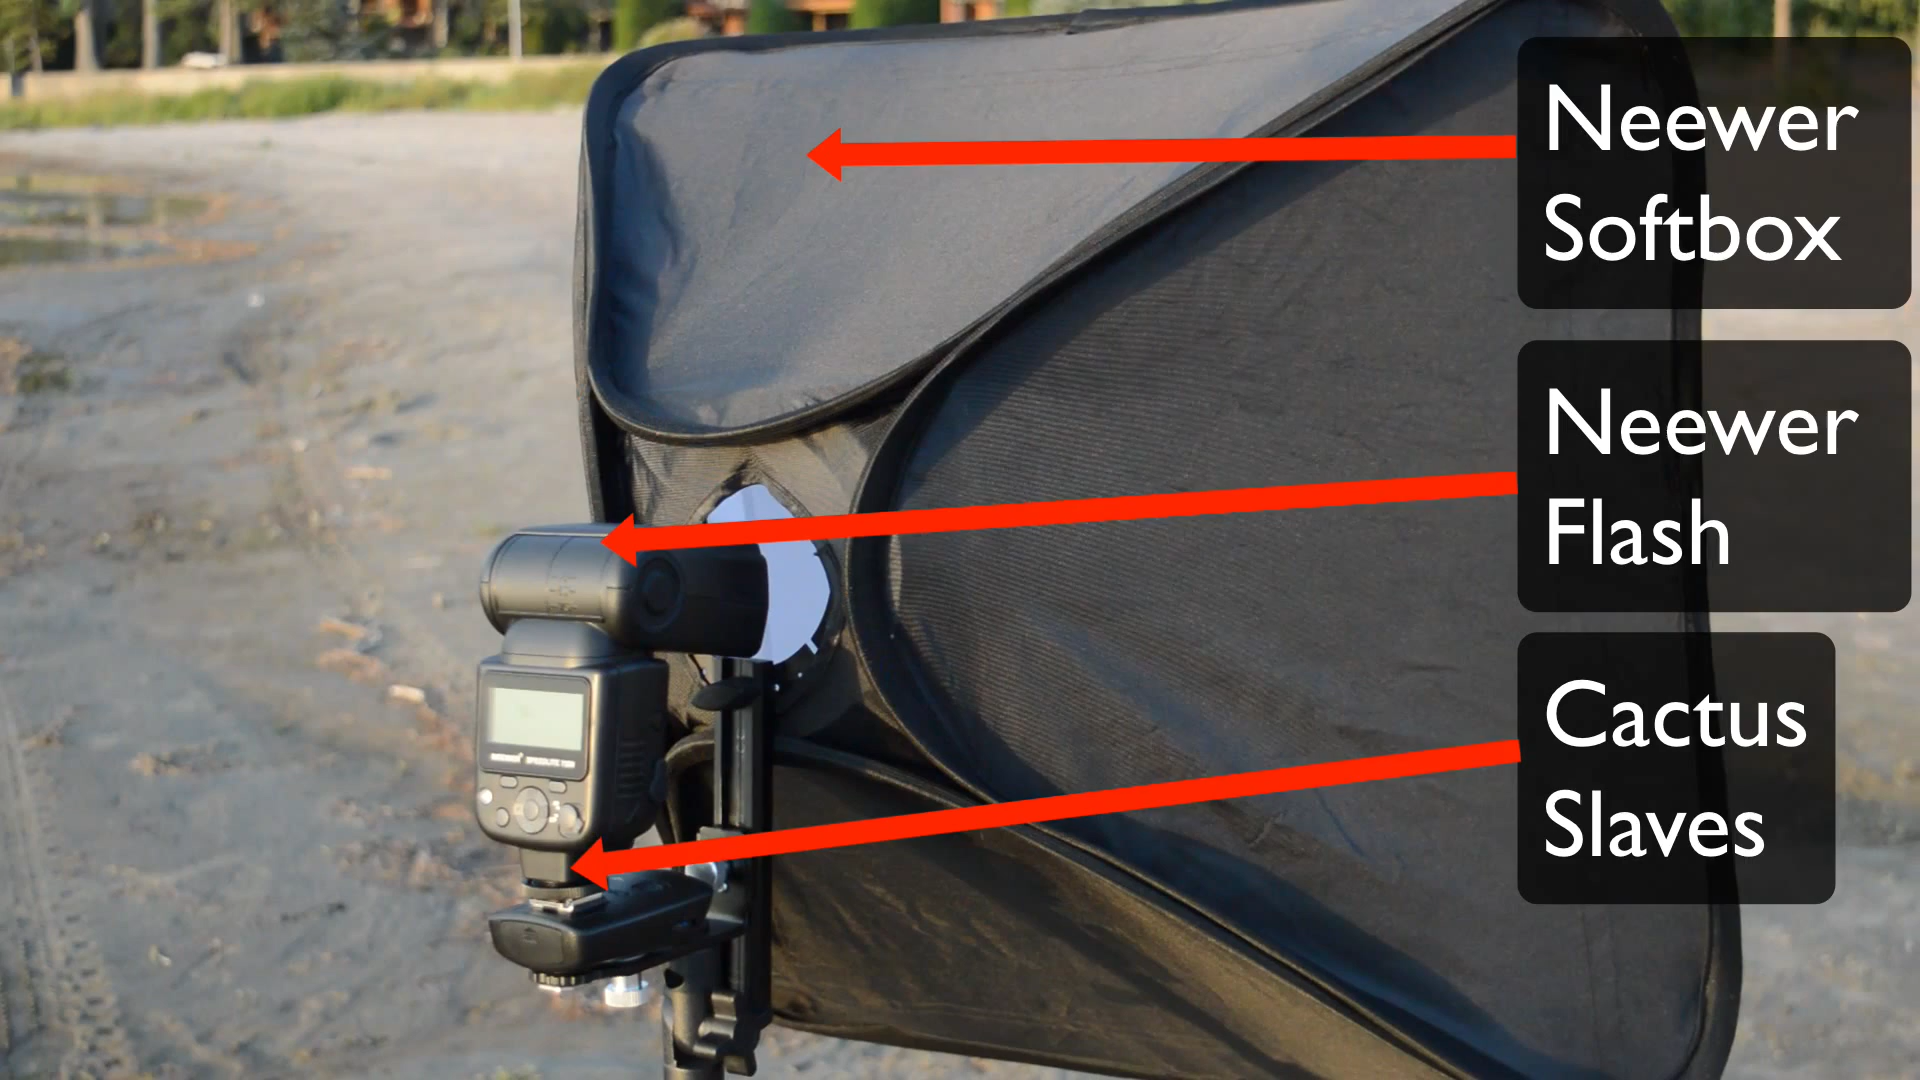 Neewer
Softbox
Neewer
Flash
Cactus
Slaves